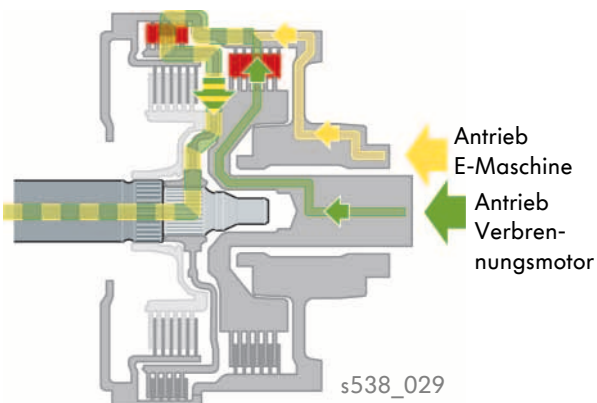 Antrieb
E-Maschine
Antrieb
Verbren-
nungsmotor
s538_029